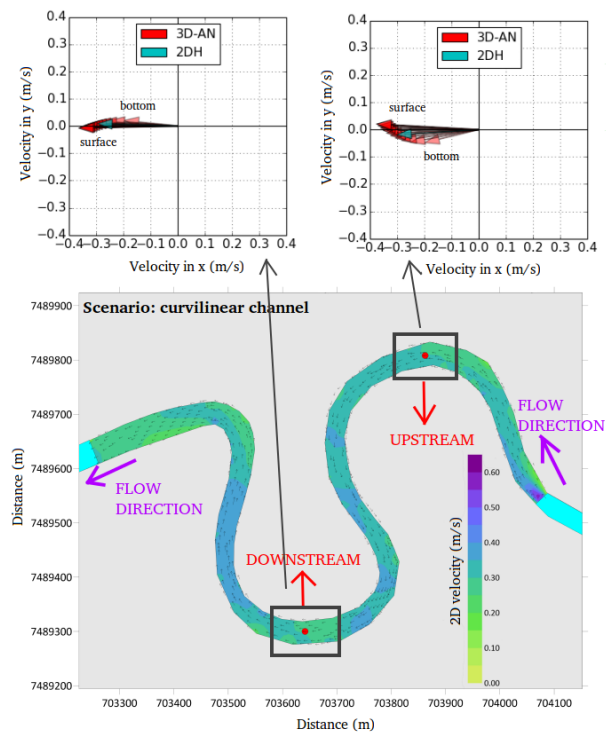 3D-AN
2DH
bottom
surface
0.4
0.3
0.2
0.1
0.0
−0.1
−0.2
−0.3
−0.4
−0.4 −0.3 −0.2 −0.1 0.0 0.1 0.2 0.3 0.4
Velocity in y (m/s)
Velocity in x (m/s)
3D-AN
2DH
surface
bottom
0.4
0.3
0.2
0.1
0.0
−0.1
−0.2
−0.3
−0.4
−0.4 −0.3 −0.2 −0.1 0.0 0.1 0.2 0.3 0.4
Velocity in y (m/s)
Velocity in x (m/s)
Scenario: curvilinear channel
7489900
7489800
7489700
7489600
7489500
7489400
7489300
7489200
Distance (m)
UPSTREAM
FLOW
DIRECTION
FLOW
DIRECTION
DOWNSTREAM
2D velocity (m/s)
0.60
0.50
0.40
0.30
0.20
0.10
0.00
703300 703400 703500 703600 703700 703800 703900 704000 704100
Distance (m)